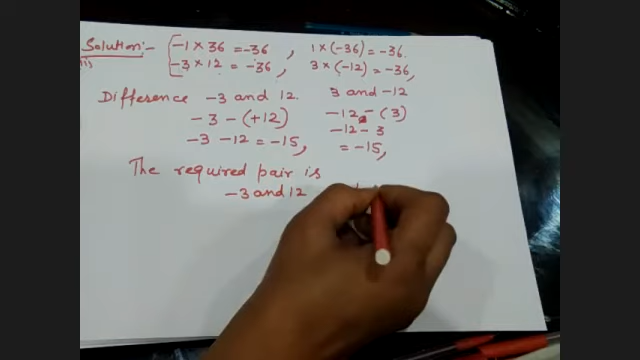 Solution:- -1 × 36 = -36 , 1 × (-36) = -36.
(ii) -3 × 12 = -36, 3 × (-12) = -36,
Difference -3 and 12. 3 and -12
-3 - (+12) -12 - (3)
-3 - 12 = -15, -12 - 3
= -15,
The required pair is
-3 and 12